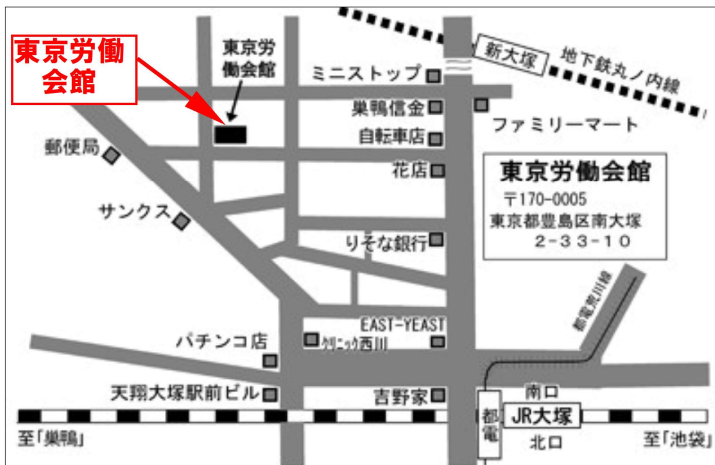 東京労働
会館
東京労
働会館
ミニストップ
新大塚
地下鉄丸ノ内線
巣鴨信金
ファミリーマート
自転車店
郵便局
花店
東京労働会館
〒170-0005
東京都豊島区南大塚
2-33-10
サンクス
りそな銀行
都電荒川線
EAST-YEAST
パチンコ店
クリニック西川
天翔大塚駅前ビル
吉野家
南口
都電
JR大塚
至「巣鴨」
北口
至「池袋」